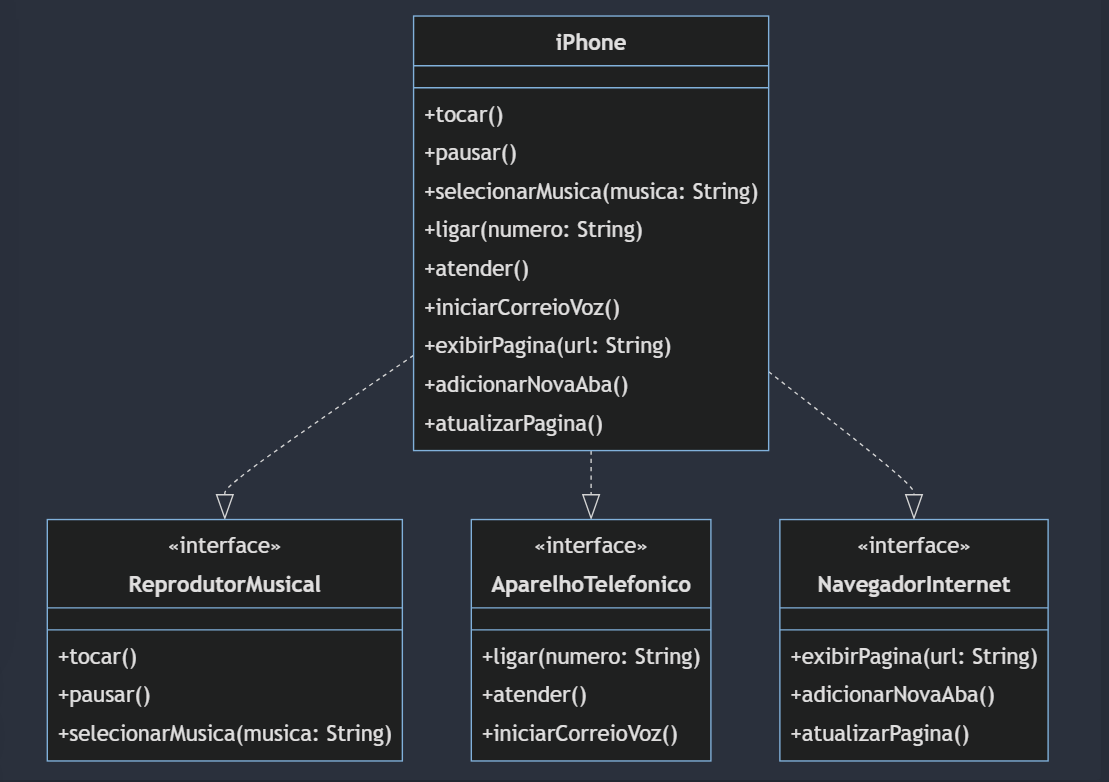 iPhone
+tocar()
+pausar()
+selecionarMusica(musica: String)
+ligar(numero: String)
+atender()
+iniciarCorreioVoz()
+exibirPagina(url: String)
+adicionarNovaAba()
+atualizarPagina()
«interface»
ReprodutorMusical
+tocar()
+pausar()
+selecionarMusica(musica: String)
«interface»
AparelhoTelefonico
+ligar(numero: String)
+atender()
+iniciarCorreioVoz()
«interface»
NavegadorInternet
+exibirPagina(url: String)
+adicionarNovaAba()
+atualizarPagina()